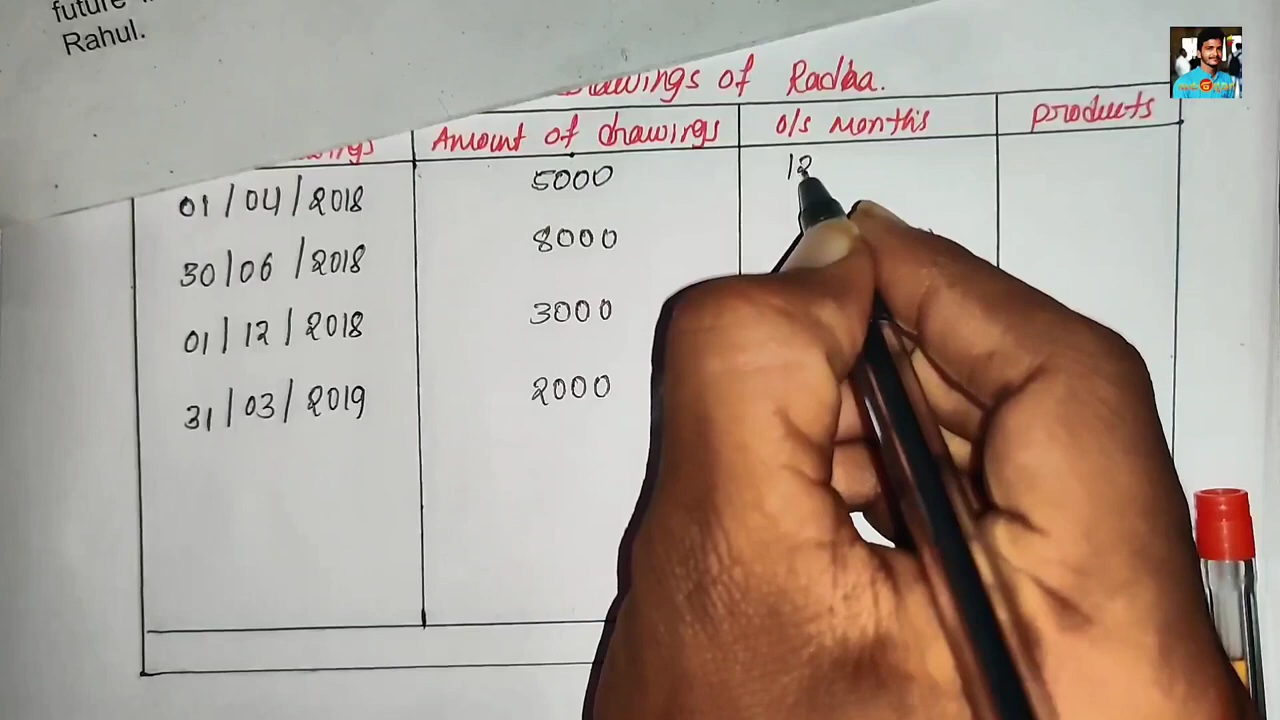 future
Rahul.
Drawings of Radha.
Amount of drawings o/s months products
01/04/2018 5000 12
30/06/2018 8000
01/12/2018 3000
31/03/2019 2000